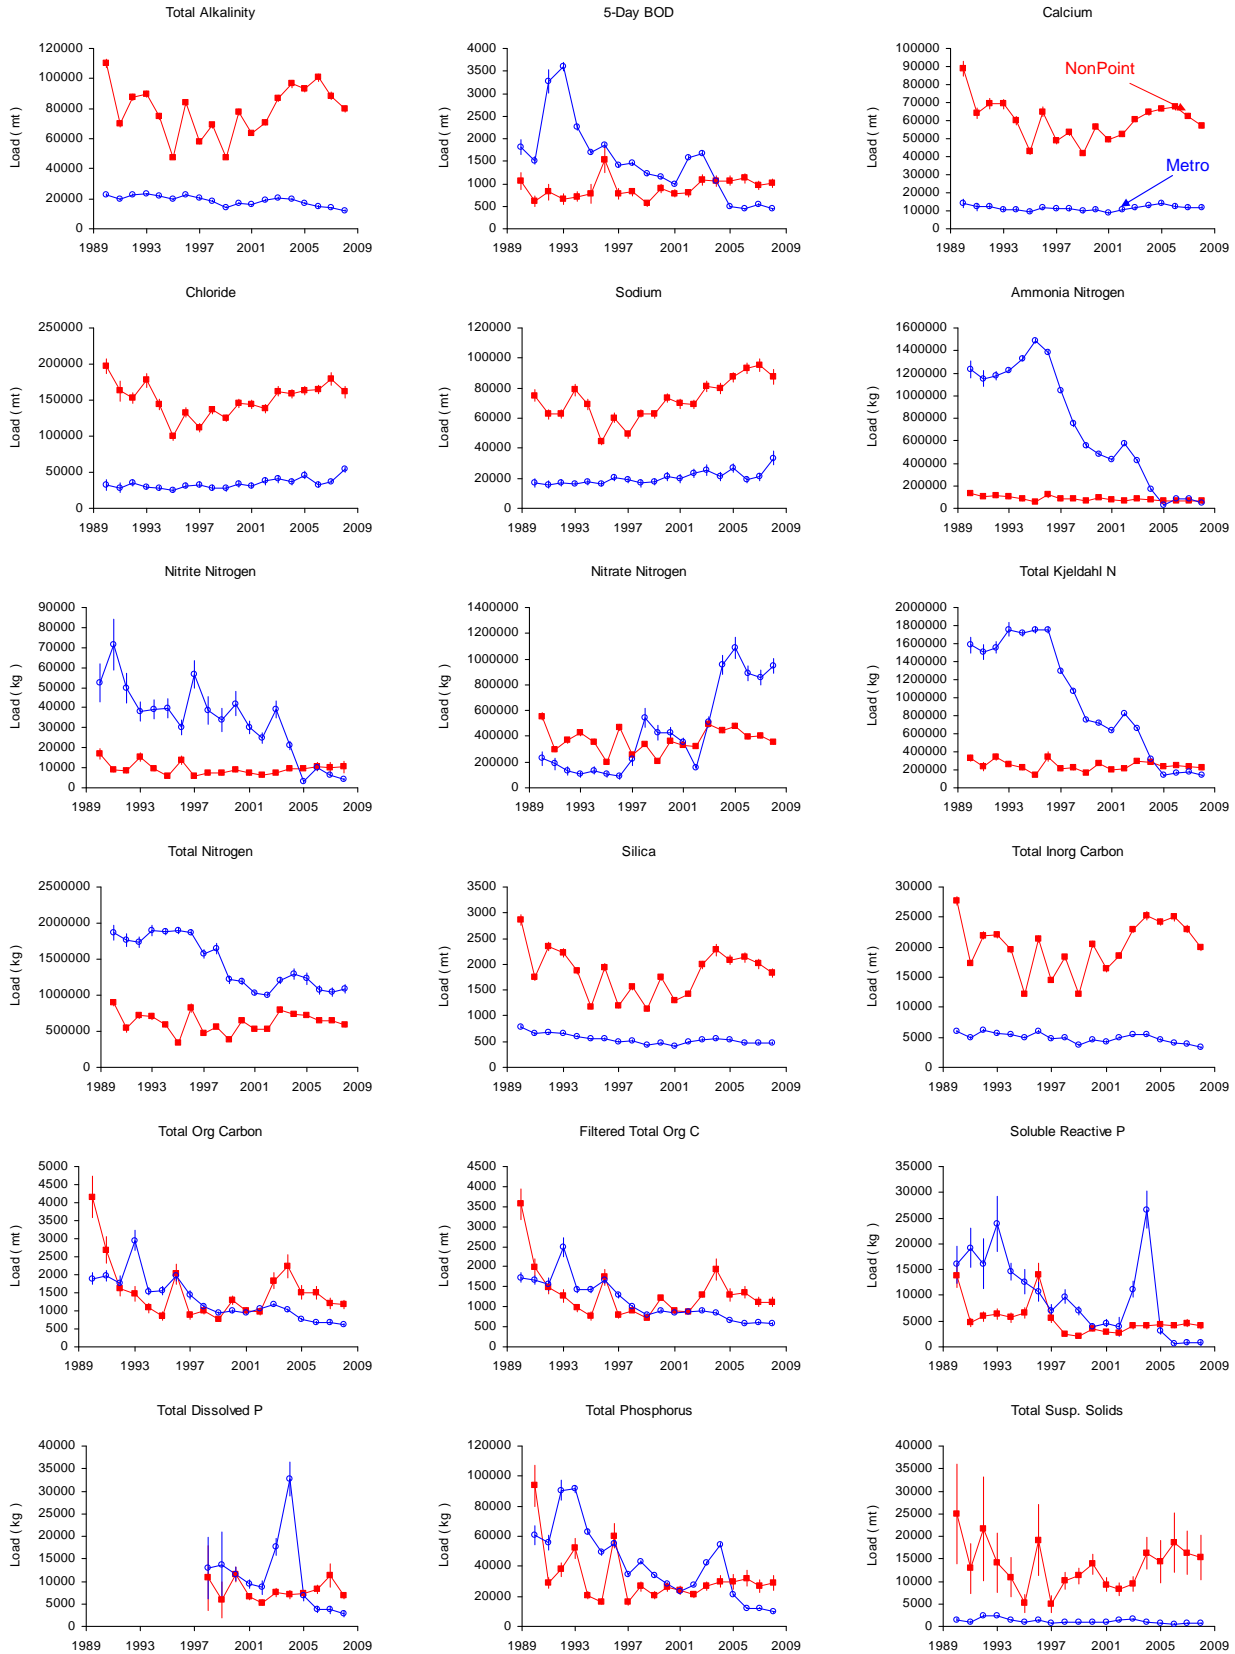 Total Alkalinity
5-Day BOD
Calcium
120000
100000
80000
60000
40000
20000
0
Load ( mt)
1989 1993 1997 2001 2005 2009
4000
3500
3000
2500
2000
1500
1000
500
0
Load ( mt)
1989 1993 1997 2001 2005 2009
100000
90000
80000
70000
60000
50000
40000
30000
20000
10000
0
Load ( mt)
NonPoint
Metro
1989 1993 1997 2001 2005 2009
Chloride
Sodium
Ammonia Nitrogen
250000
200000
150000
100000
50000
0
Load ( mt)
1989 1993 1997 2001 2005 2009
120000
100000
80000
60000
40000
20000
0
Load ( mt)
1989 1993 1997 2001 2005 2009
1600000
1400000
1200000
1000000
800000
600000
400000
200000
0
Load ( kg)
1989 1993 1997 2001 2005 2009
Nitrite Nitrogen
Nitrate Nitrogen
Total Kjeldahl N
90000
80000
70000
60000
50000
40000
30000
20000
10000
0
Load ( kg )
1989 1993 1997 2001 2005 2009
1400000
1200000
1000000
800000
600000
400000
200000
0
Load ( kg)
1989 1993 1997 2001 2005 2009
2000000
1800000
1600000
1400000
1200000
1000000
800000
600000
400000
200000
0
Load ( kg)
1989 1993 1997 2001 2005 2009
Total Nitrogen
Silica
Total Inorg Carbon
2500000
2000000
1500000
1000000
500000
0
Load ( kg)
1989 1993 1997 2001 2005 2009
3500
3000
2500
2000
1500
1000
500
0
Load ( mt)
1989 1993 1997 2001 2005 2009
30000
25000
20000
15000
10000
5000
0
Load ( mt)
1989 1993 1997 2001 2005 2009
Total Org Carbon
Filtered Total Org C
Soluble Reactive P
5000
4500
4000
3500
3000
2500
2000
1500
1000
500
0
Load ( mt)
1989 1993 1997 2001 2005 2009
4500
4000
3500
3000
2500
2000
1500
1000
500
0
Load ( mt)
1989 1993 1997 2001 2005 2009
35000
30000
25000
20000
15000
10000
5000
0
Load ( kg )
1989 1993 1997 2001 2005 2009
Total Dissolved P
Total Phosphorus
Total Susp. Solids
40000
35000
30000
25000
20000
15000
10000
5000
0
Load ( kg)
1989 1993 1997 2001 2005 2009
120000
100000
80000
60000
40000
20000
0
Load ( kg)
1989 1993 1997 2001 2005 2009
40000
35000
30000
25000
20000
15000
10000
5000
0
Load ( mt)
1989 1993 1997 2001 2005 2009